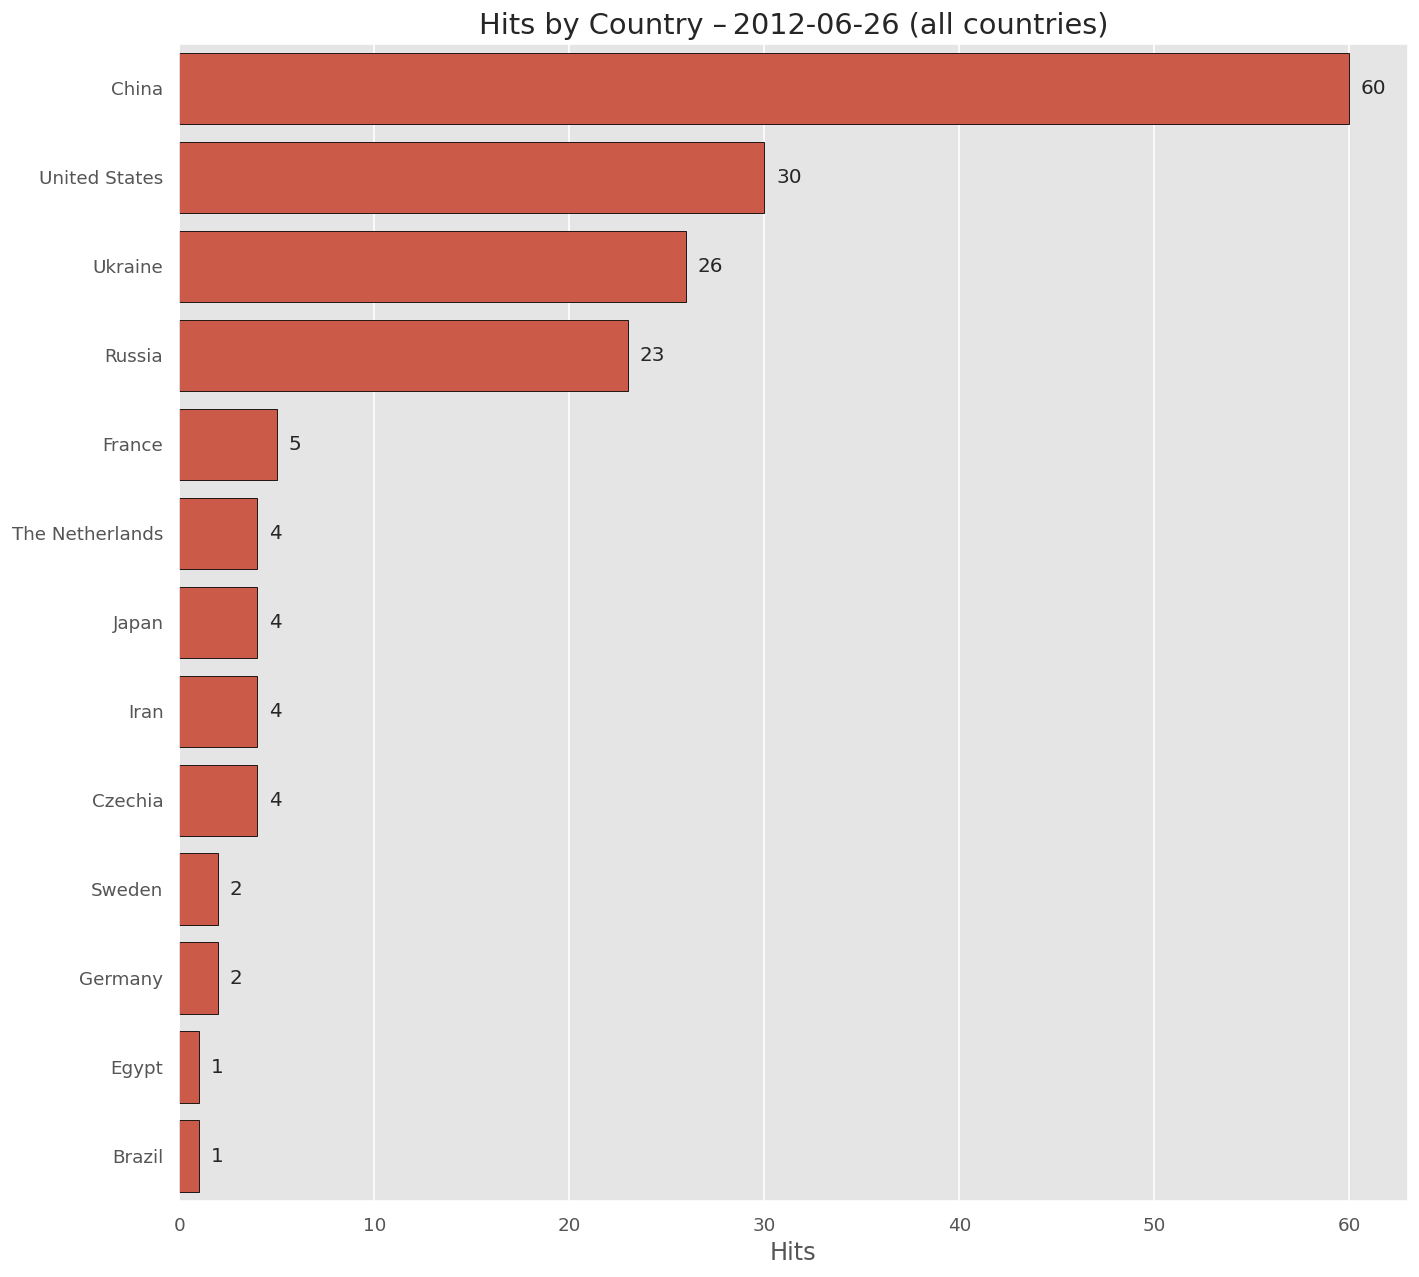 Hits by Country – 2012-06-26 (all countries)
China 60
United States 30
Ukraine 26
Russia 23
France 5
The Netherlands 4
Japan 4
Iran 4
Czechia 4
Sweden 2
Germany 2
Egypt 1
Brazil 1
0 10 20 30 40 50 60
Hits